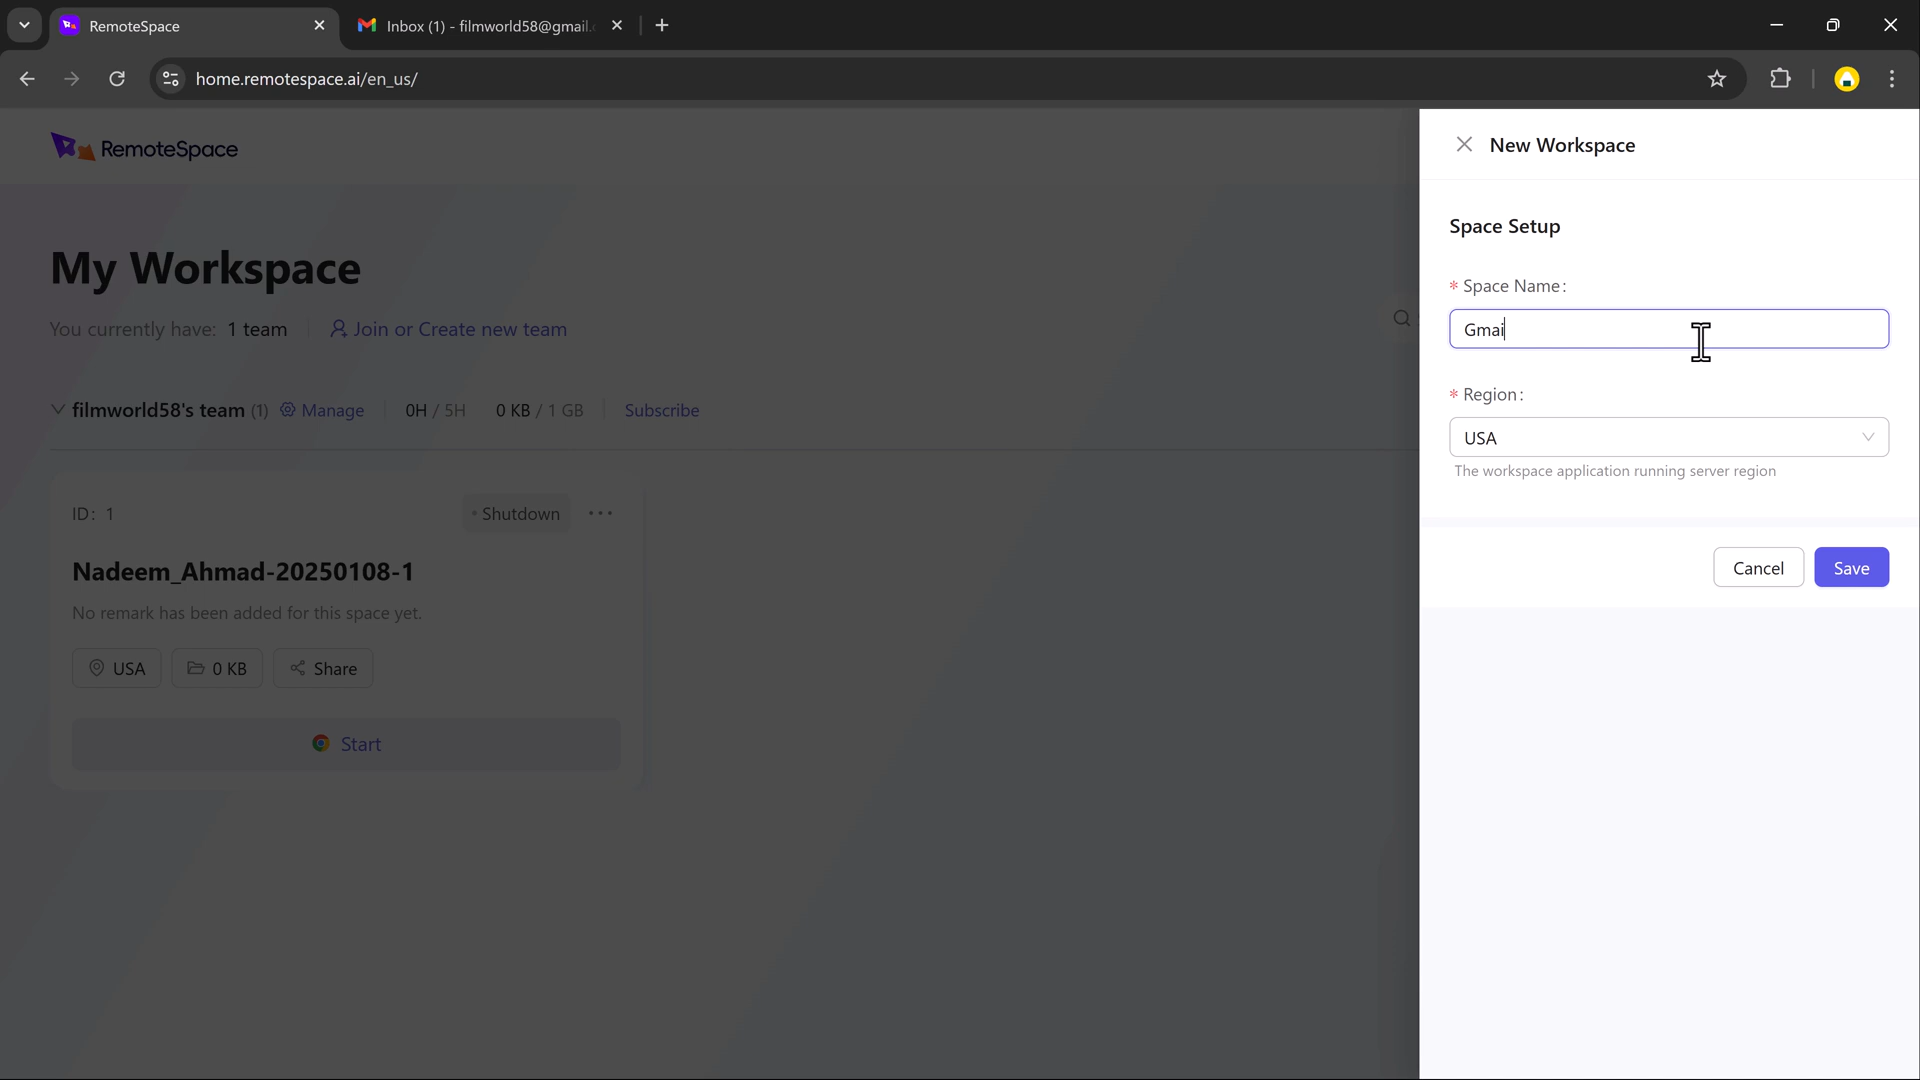 RemoteSpace
Inbox (1) - filmworld58@gmail.
home.remotespace.ai/en_us/
RemoteSpace
My Workspace
You currently have: 1 team Join or Create new team
filmworld58's team (1) Manage 0H / 5H 0 KB / 1 GB Subscribe
ID: 1 Shutdown
Nadeem_Ahmad-20250108-1
No remark has been added for this space yet.
USA 0 KB Share
Start
New Workspace
Space Setup
* Space Name:
Gmai
* Region:
USA
The workspace application running server region
Cancel Save